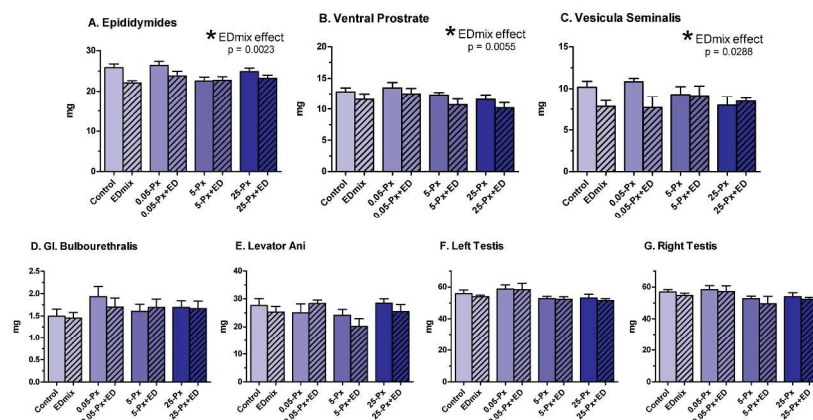 A. Epididymides
* EDmix effect
p = 0.0023
30
20
10
0
mg
Control
EDmix
0.05-Px
0.05-Px+ED
5-Px
5-Px+ED
25-Px
25-Px+ED
B. Ventral Prostrate
* EDmix effect
p = 0.0055
20
15
10
5
0
mg
Control
EDmix
0.05-Px
0.05-Px+ED
5-Px
5-Px+ED
25-Px
25-Px+ED
C. Vesicula Seminalis
* EDmix effect
p = 0.0288
15
10
5
0
mg
Control
EDmix
0.05-Px
0.05-Px+ED
5-Px
5-Px+ED
25-Px
25-Px+ED
D. Gl. Bulbourethralis
2.5
2.0
1.5
1.0
0.5
0.0
mg
Control
EDmix
0.05-Px
0.05-Px+ED
5-Px
5-Px+ED
25-Px
25-Px+ED
E. Levator Ani
40
30
20
10
0
mg
Control
EDmix
0.05-Px
0.05-Px+ED
5-Px
5-Px+ED
25-Px
25-Px+ED
F. Left Testis
80
60
40
20
0
mg
Control
EDmix
0.05-Px
0.05-Px+ED
5-Px
5-Px+ED
25-Px
25-Px+ED
G. Right Testis
80
60
40
20
0
mg
Control
EDmix
0.05-Px
0.05-Px+ED
5-Px
5-Px+ED
25-Px
25-Px+ED